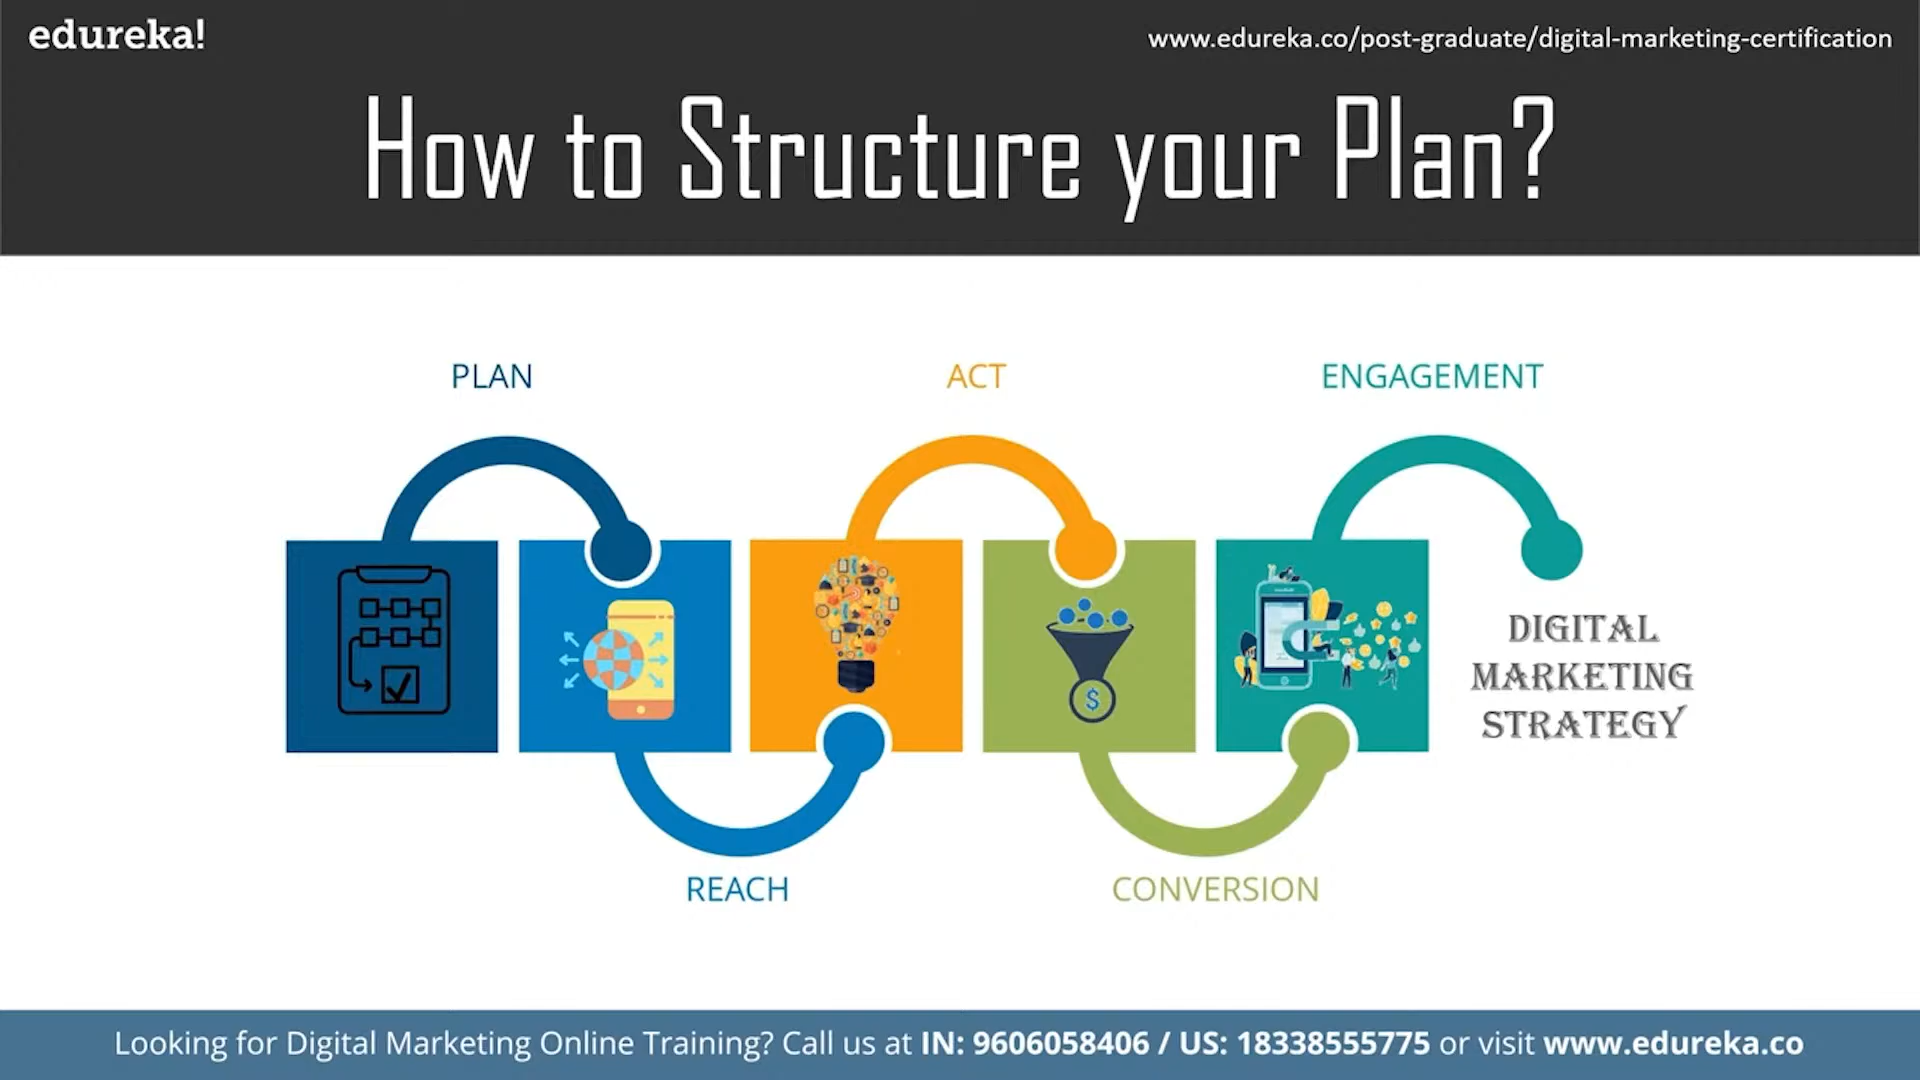 edureka!
www.edureka.co/post-graduate/digital-marketing-certification
How to Structure your Plan?
PLAN
ACT
ENGAGEMENT
$
DIGITAL
MARKETING
STRATEGY
REACH
CONVERSION
Looking for Digital Marketing Online Training? Call us at IN: 9606058406 / US: 18338555775 or visit www.edureka.co